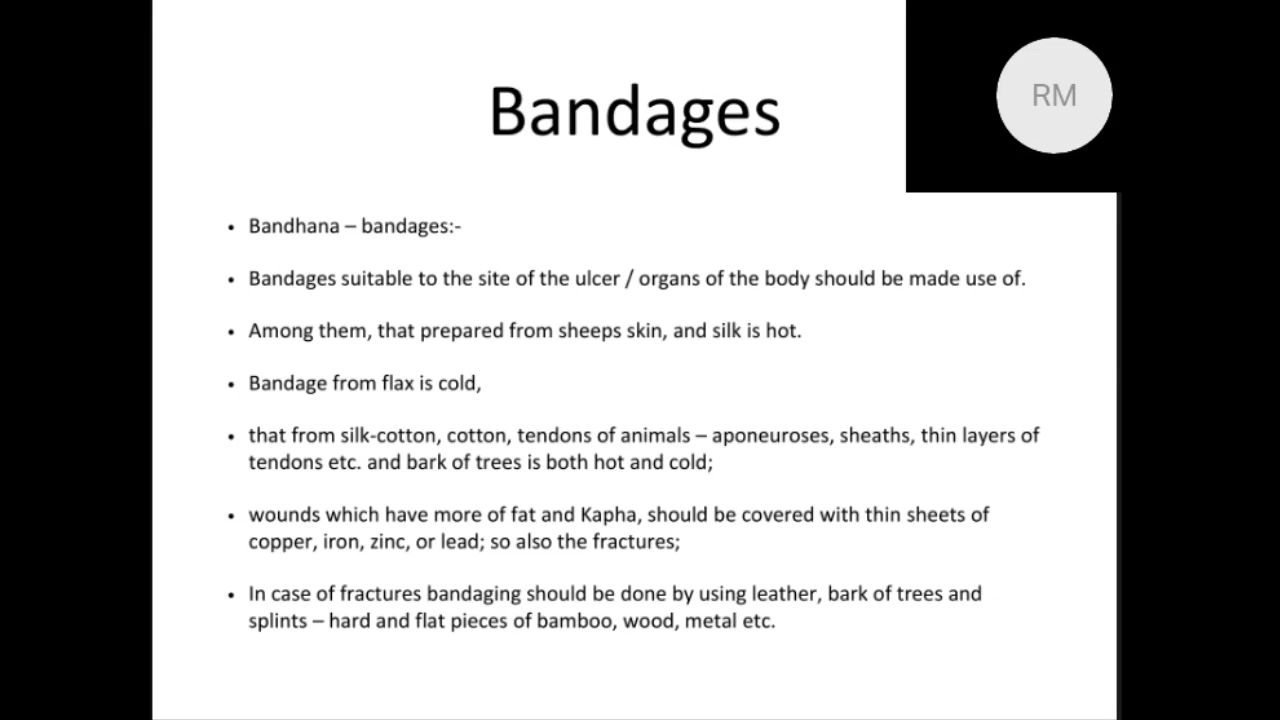 Bandages
RM
• Bandhana – bandages:-
• Bandages suitable to the site of the ulcer / organs of the body should be made use of.
• Among them, that prepared from sheeps skin, and silk is hot.
• Bandage from flax is cold,
• that from silk-cotton, cotton, tendons of animals – aponeuroses, sheaths, thin layers of
tendons etc. and bark of trees is both hot and cold;
• wounds which have more of fat and Kapha, should be covered with thin sheets of
copper, iron, zinc, or lead; so also the fractures;
• In case of fractures bandaging should be done by using leather, bark of trees and
splints – hard and flat pieces of bamboo, wood, metal etc.